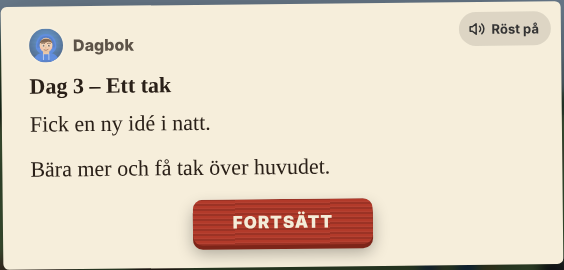 Röst på
Dagbok
Dag 3 – Ett tak
Fick en ny idé i natt.
Bära mer och få tak över huvudet.
FORTSÄTT